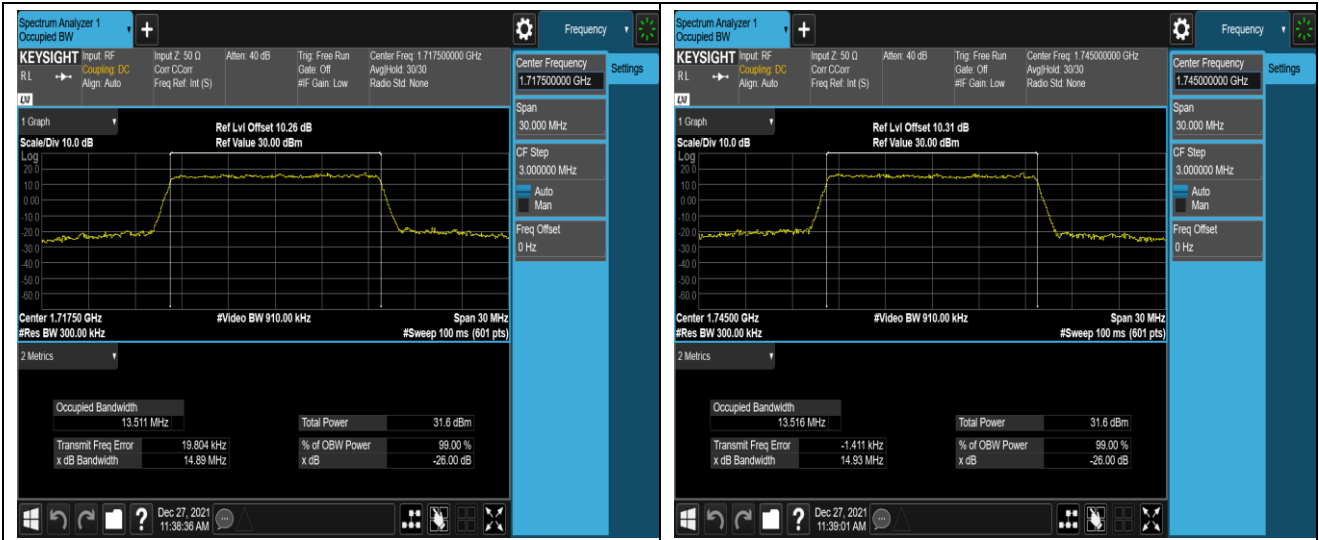 Spectrum Analyzer 1
Occupied BW
+
Frequency
KEYSIGHT
RL
LXI
Input: RF
Coupling: DC
Align: Auto
Input Z: 50 Ω
Corr CCorr
Freq Ref: Int (S)
Atten: 40 dB
Trig: Free Run
Gate: Off
#IF Gain: Low
Center Freq: 1.717500000 GHz
Avg|Hold: 30/30
Radio Std: None
Center Frequency
1.717500000 GHz
Settings
Span
30.000 MHz
CF Step
3.000000 MHz
Auto
Man
Freq Offset
0 Hz
1 Graph
Scale/Div 10.0 dB
Ref Lvl Offset 10.26 dB
Ref Value 30.00 dBm
Log
20.0
10.0
0.00
-10.0
-20.0
-30.0
-40.0
-50.0
-60.0
Center 1.71750 GHz
#Res BW 300.00 kHz
#Video BW 910.00 kHz
Span 30 MHz
#Sweep 100 ms (601 pts)
2 Metrics
Occupied Bandwidth
13.511 MHz
Total Power 31.6 dBm
Transmit Freq Error 19.804 kHz
% of OBW Power 99.00 %
x dB Bandwidth 14.89 MHz
x dB -26.00 dB
?
Dec 27, 2021
11:38:36 AM
Spectrum Analyzer 1
Occupied BW
+
Frequency
KEYSIGHT
RL
LXI
Input: RF
Coupling: DC
Align: Auto
Input Z: 50 Ω
Corr CCorr
Freq Ref: Int (S)
Atten: 40 dB
Trig: Free Run
Gate: Off
#IF Gain: Low
Center Freq: 1.745000000 GHz
Avg|Hold: 30/30
Radio Std: None
Center Frequency
1.745000000 GHz
Settings
Span
30.000 MHz
CF Step
3.000000 MHz
Auto
Man
Freq Offset
0 Hz
1 Graph
Scale/Div 10.0 dB
Ref Lvl Offset 10.31 dB
Ref Value 30.00 dBm
Log
20.0
10.0
0.00
-10.0
-20.0
-30.0
-40.0
-50.0
-60.0
Center 1.74500 GHz
#Res BW 300.00 kHz
#Video BW 910.00 kHz
Span 30 MHz
#Sweep 100 ms (601 pts)
2 Metrics
Occupied Bandwidth
13.516 MHz
Total Power 31.6 dBm
Transmit Freq Error -1.411 kHz
% of OBW Power 99.00 %
x dB Bandwidth 14.93 MHz
x dB -26.00 dB
?
Dec 27, 2021
11:39:01 AM